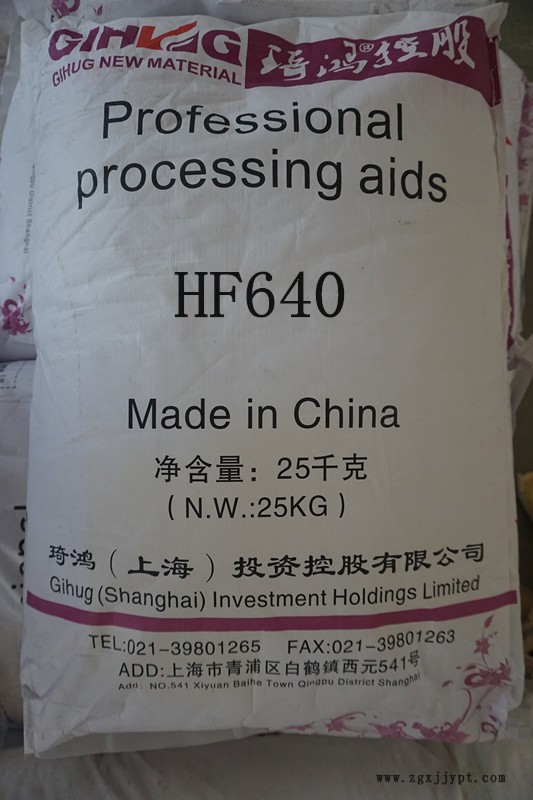 GIHUG
GIHUG NEW MATERIAL
琦鸿®控股
Professional
processing aids
HF640
Made in China
净含量：25千克
(N.W.:25KG)
琦鸿（上海）投资控股有限公司
Gihug (Shanghai) Investment Holdings Limited
TEL:021-39801265 FAX:021-39801263
ADD:上海市青浦区白鹤镇西元541号
Add: NO.541 Xiyuan Baihe Town Qingpu District Shanghai
www.zgxjjypt.com